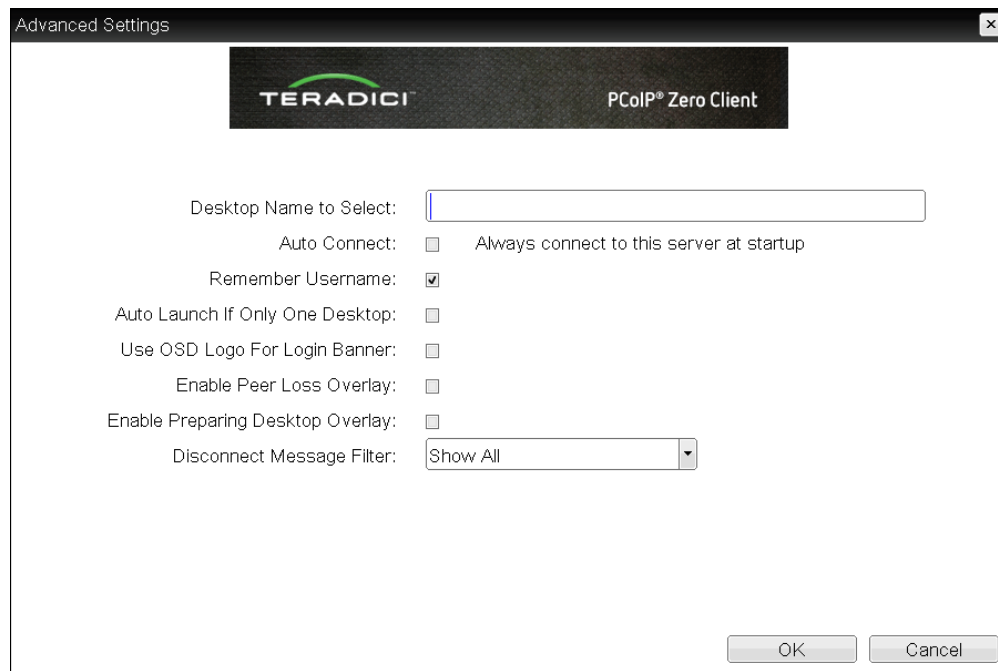 Advanced Settings
TERADICI™ PCoIP® Zero Client
Desktop Name to Select:
Auto Connect: Always connect to this server at startup
Remember Username:
Auto Launch If Only One Desktop:
Use OSD Logo For Login Banner:
Enable Peer Loss Overlay:
Enable Preparing Desktop Overlay:
Disconnect Message Filter: Show All
OK Cancel